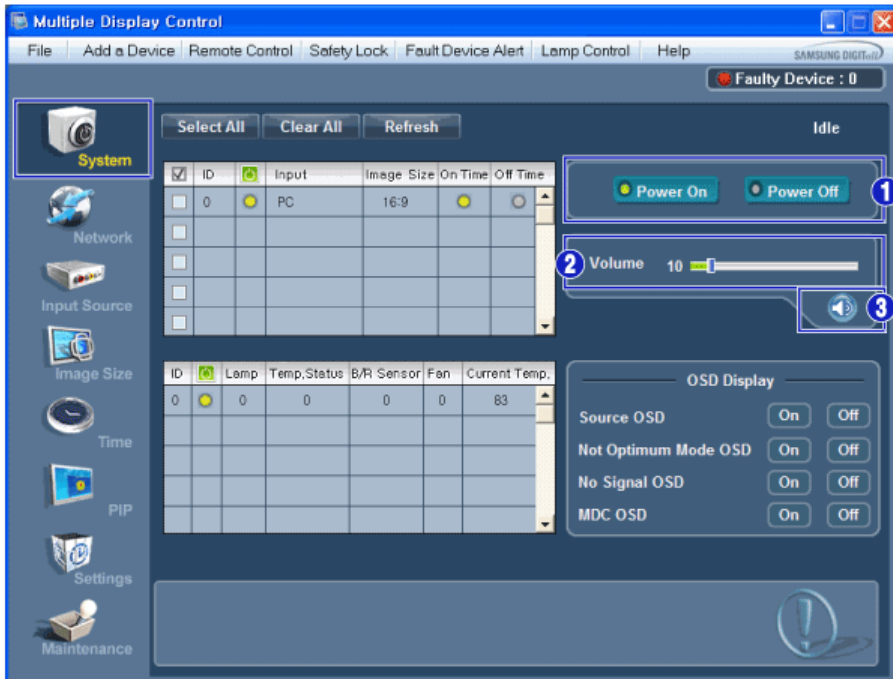 Multiple Display Control
File Add a Device Remote Control Safety Lock Fault Device Alert Lamp Control Help SAMSUNG DIGITall
Faulty Device : 0
System
Network
Input Source
Image Size
Time
PIP
Settings
Maintenance
Select All Clear All Refresh
Idle
ID Input Image Size On Time Off Time
0 PC 16:9
Power On Power Off 1
2 Volume 10
3
ID Lamp Temp,Status B/R Sensor Fan Current Temp,
0 0 0 0 0 83
OSD Display
Source OSD On Off
Not Optimum Mode OSD On Off
No Signal OSD On Off
MDC OSD On Off